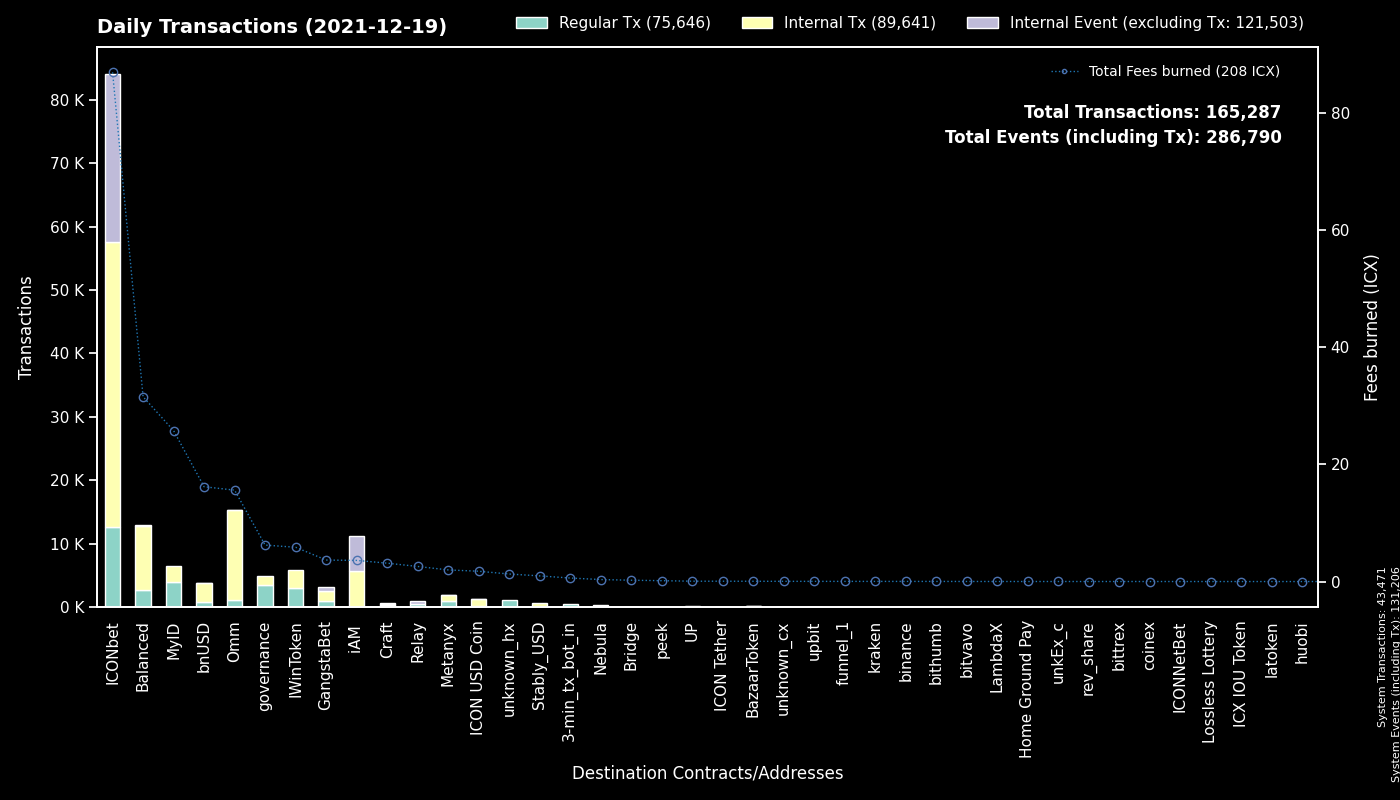 Daily Transactions (2021-12-19)
Regular Tx (75,646)
Internal Tx (89,641)
Internal Event (excluding Tx: 121,503)
Total Fees burned (208 ICX)
Total Transactions: 165,287
Total Events (including Tx): 286,790
Transactions
80 K
70 K
60 K
50 K
40 K
30 K
20 K
10 K
0 K
Fees burned (ICX)
80
60
40
20
0
ICONbet
Balanced
MyID
bnUSD
Omm
governance
IWinToken
GangstaBet
iAM
Craft
Relay
Metanyx
ICON USD Coin
unknown_hx
Stably_USD
3-min_tx_bot_in
Nebula
Bridge
peek
UP
ICON Tether
BazaarToken
unknown_cx
upbit
funnel_1
kraken
binance
bithumb
bitvavo
LambdaX
Home Ground Pay
unkEx_c
rev_share
bittrex
coinex
ICONNetBet
Lossless Lottery
ICX IOU Token
latoken
huobi
Destination Contracts/Addresses
System Transactions: 43,471
System Events (including Tx): 31,206